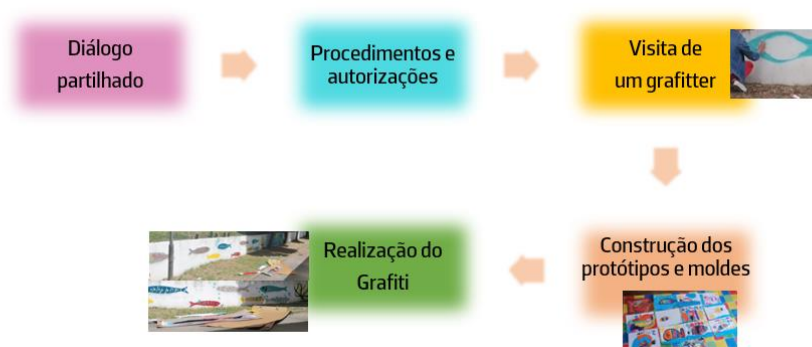 Diálogo
partilhado
Procedimentos e
autorizações
Visita de
um grafitter
Construção dos
protótipos e moldes
Realização do
Grafiti